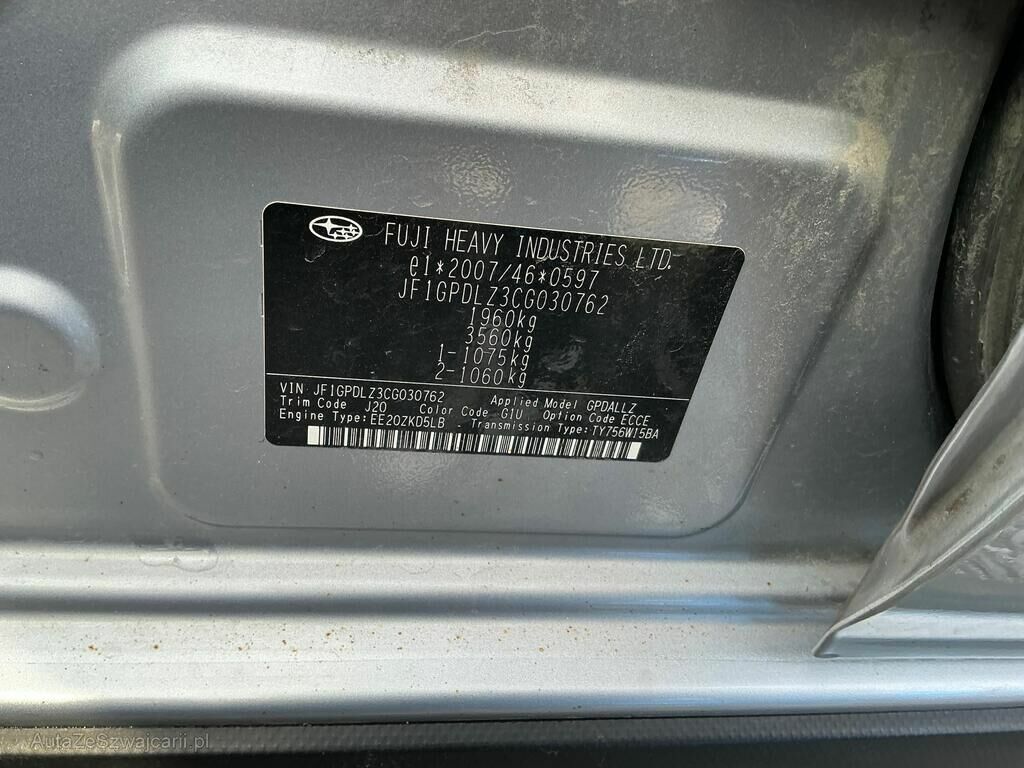 FUJI HEAVY INDUSTRIES LTD.
e1*2007/46*0597
JF1GPDLZ3CG030762
1960kg
3560kg
1-1075kg
2-1060kg
VIN: JF1GPDLZ3CG030762 Applied Model GPDALLZ
Trim Code J20 Color Code G1U Option Code ECCE
Engine Type: EE20ZKD5LB - Transmission Type: TY756W15BA
AutaZeSzwajcarii.pl